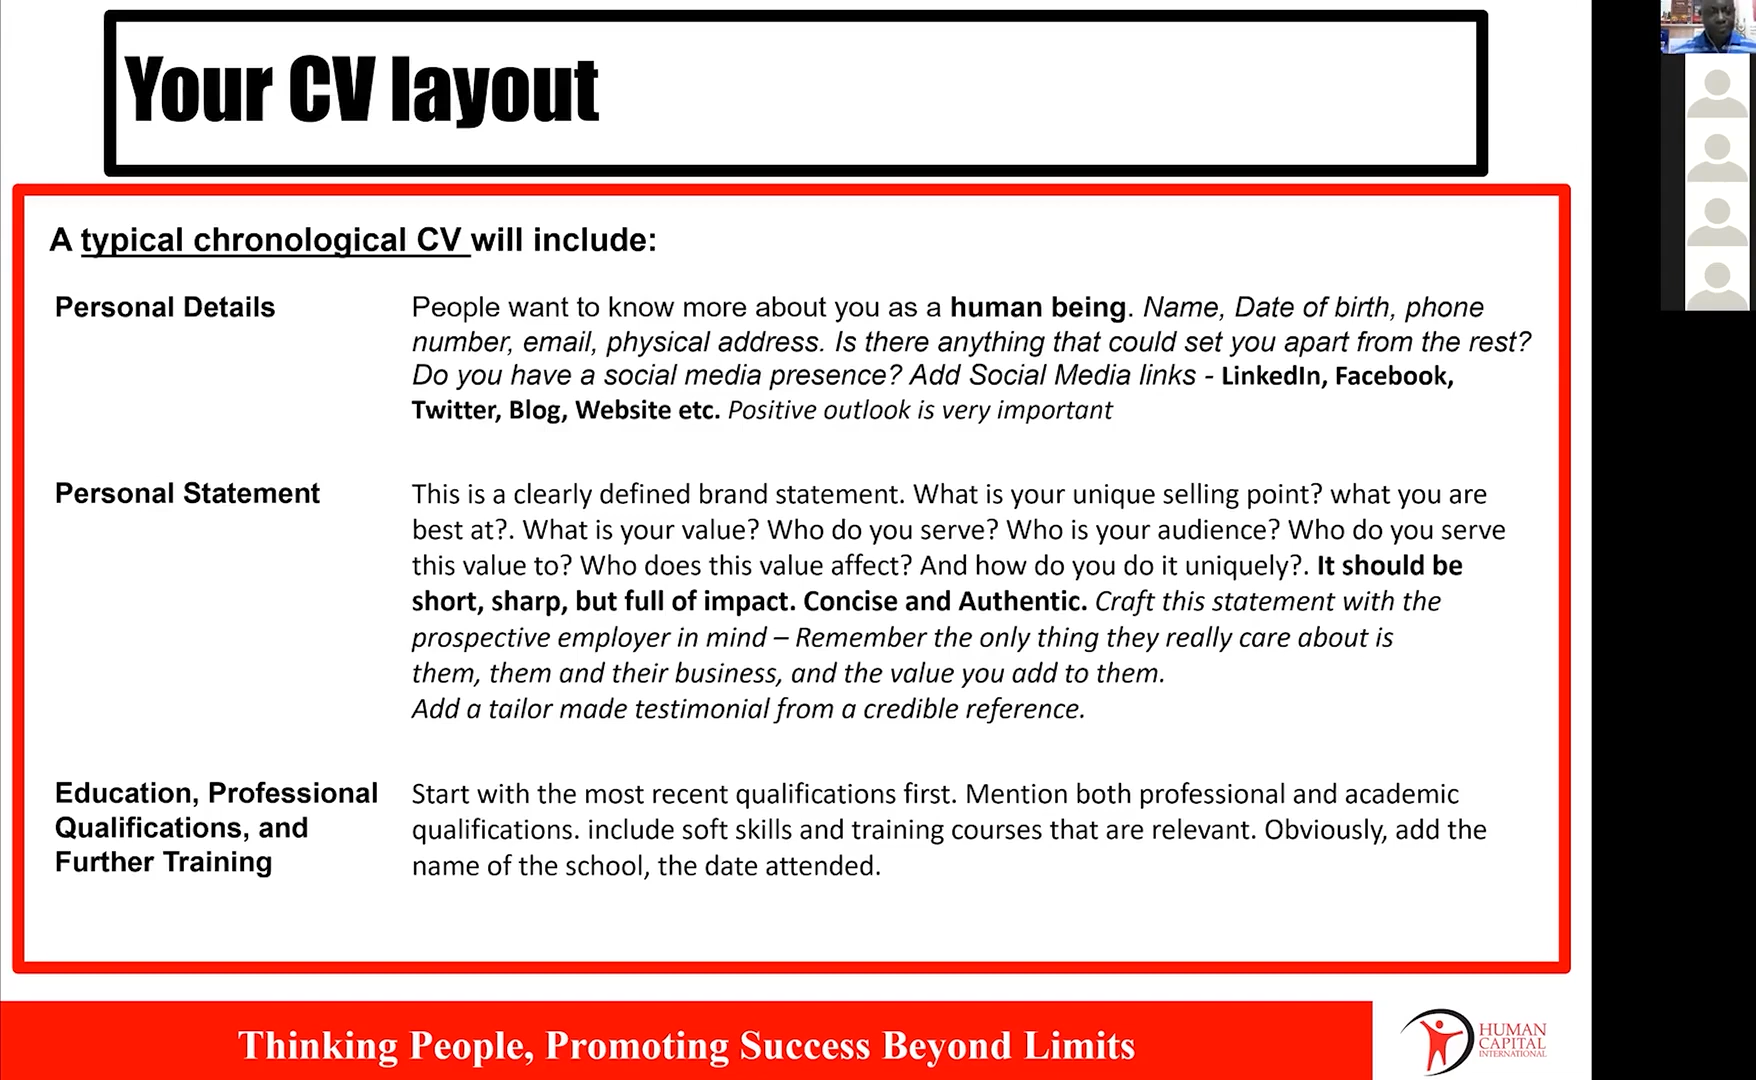 Your CV layout
A typical chronological CV will include:
Personal Details
People want to know more about you as a human being. Name, Date of birth, phone
number, email, physical address. Is there anything that could set you apart from the rest?
Do you have a social media presence? Add Social Media links - LinkedIn, Facebook,
Twitter, Blog, Website etc. Positive outlook is very important
Personal Statement
This is a clearly defined brand statement. What is your unique selling point? what you are
best at?. What is your value? Who do you serve? Who is your audience? Who do you serve
this value to? Who does this value affect? And how do you do it uniquely?. It should be
short, sharp, but full of impact. Concise and Authentic. Craft this statement with the
prospective employer in mind – Remember the only thing they really care about is
them, them and their business, and the value you add to them.
Add a tailor made testimonial from a credible reference.
Education, Professional
Qualifications, and
Further Training
Start with the most recent qualifications first. Mention both professional and academic
qualifications. include soft skills and training courses that are relevant. Obviously, add the
name of the school, the date attended.
Thinking People, Promoting Success Beyond Limits
HUMAN
CAPITAL
INTERNATIONAL